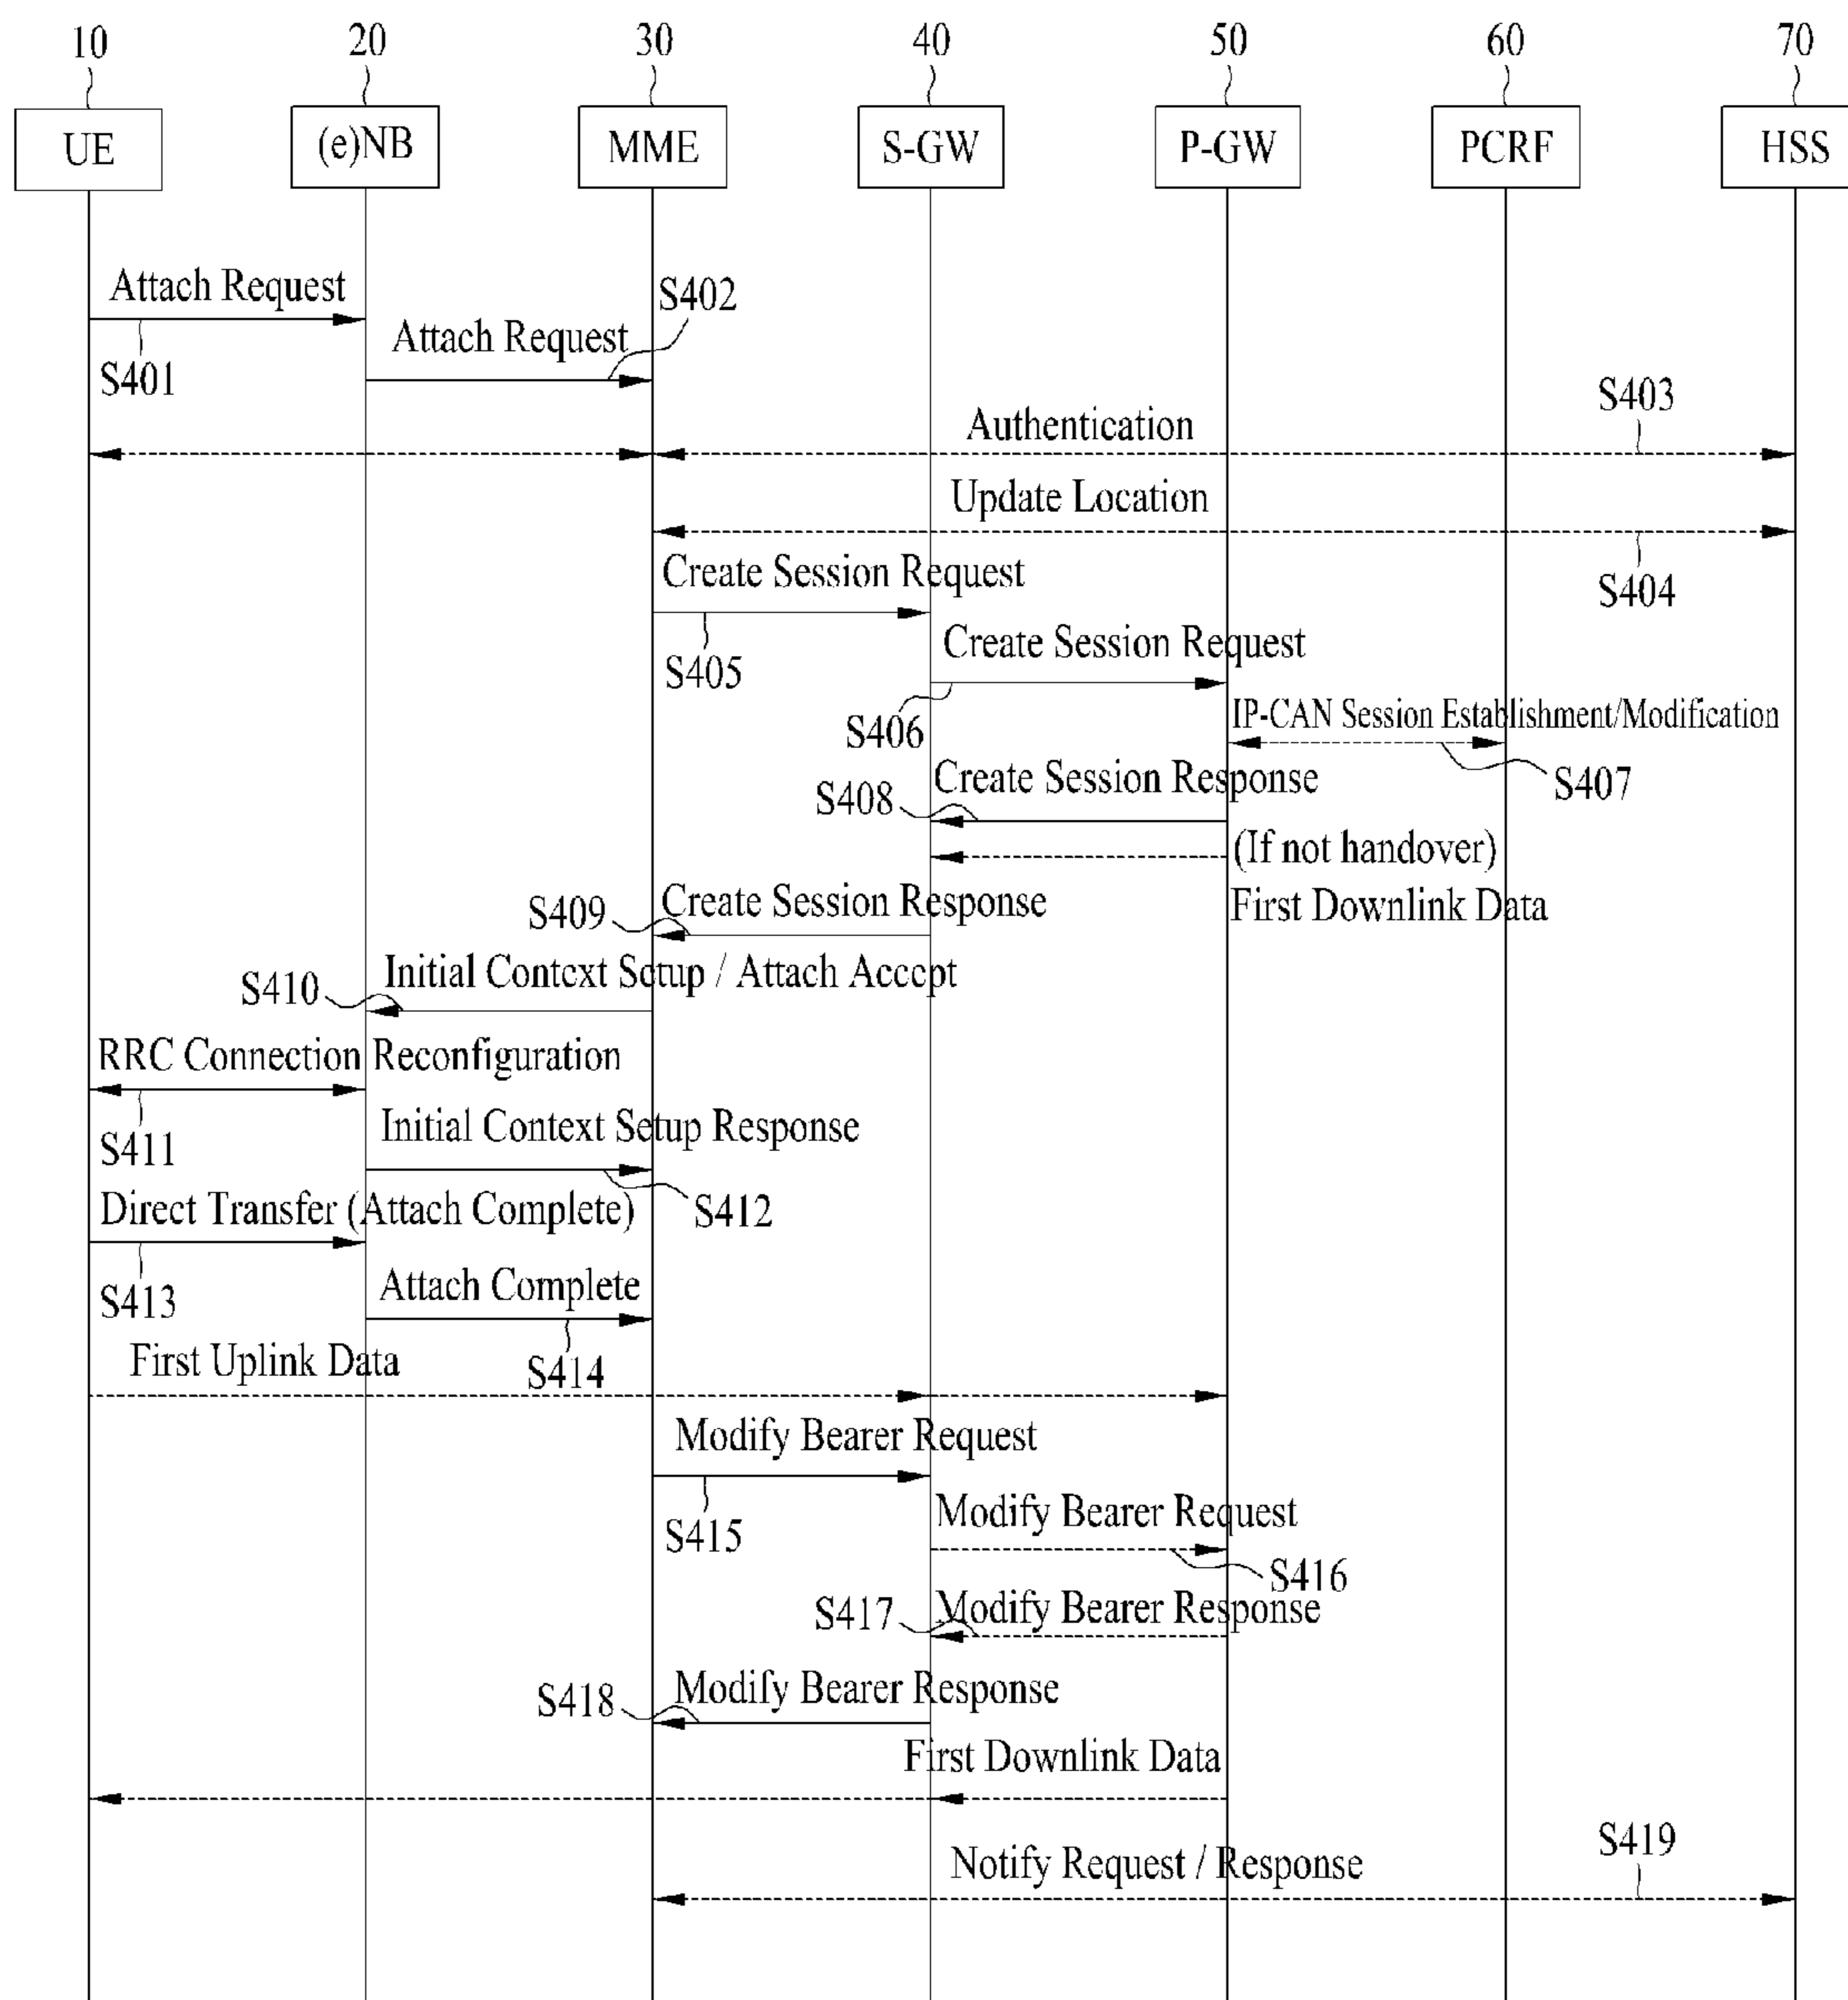 10
20
30
40
50
60
70
UE
(e)NB
MME
S-GW
P-GW
PCRF
HSS
Attach Request
S401
Attach Request
S402
S403
Authentication
Update Location
S404
Create Session Request
S405
Create Session Request
S406
IP-CAN Session Establishment/Modification
S407
Create Session Response
S408
(If not handover)
First Downlink Data
Create Session Response
S409
Initial Context Setup / Attach Accept
S410
RRC Connection Reconfiguration
S411
Initial Context Setup Response
S412
Direct Transfer (Attach Complete)
S413
Attach Complete
S414
First Uplink Data
Modify Bearer Request
S415
Modify Bearer Request
S416
Modify Bearer Response
S417
Modify Bearer Response
S418
First Downlink Data
S419
Notify Request / Response